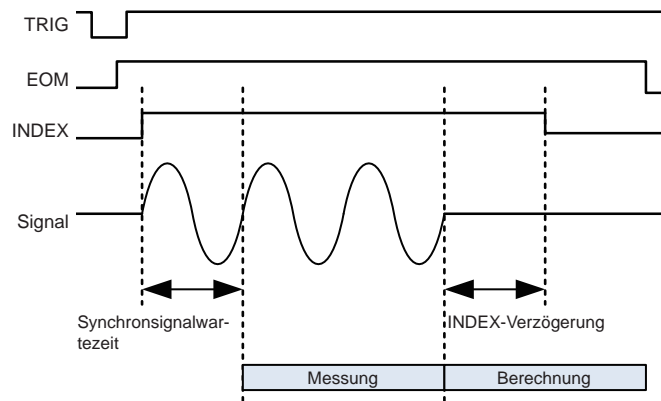 TRIG
EOM
INDEX
Signal
Synchronsignalwar-
tezeit
INDEX-Verzögerung
Messung
Berechnung